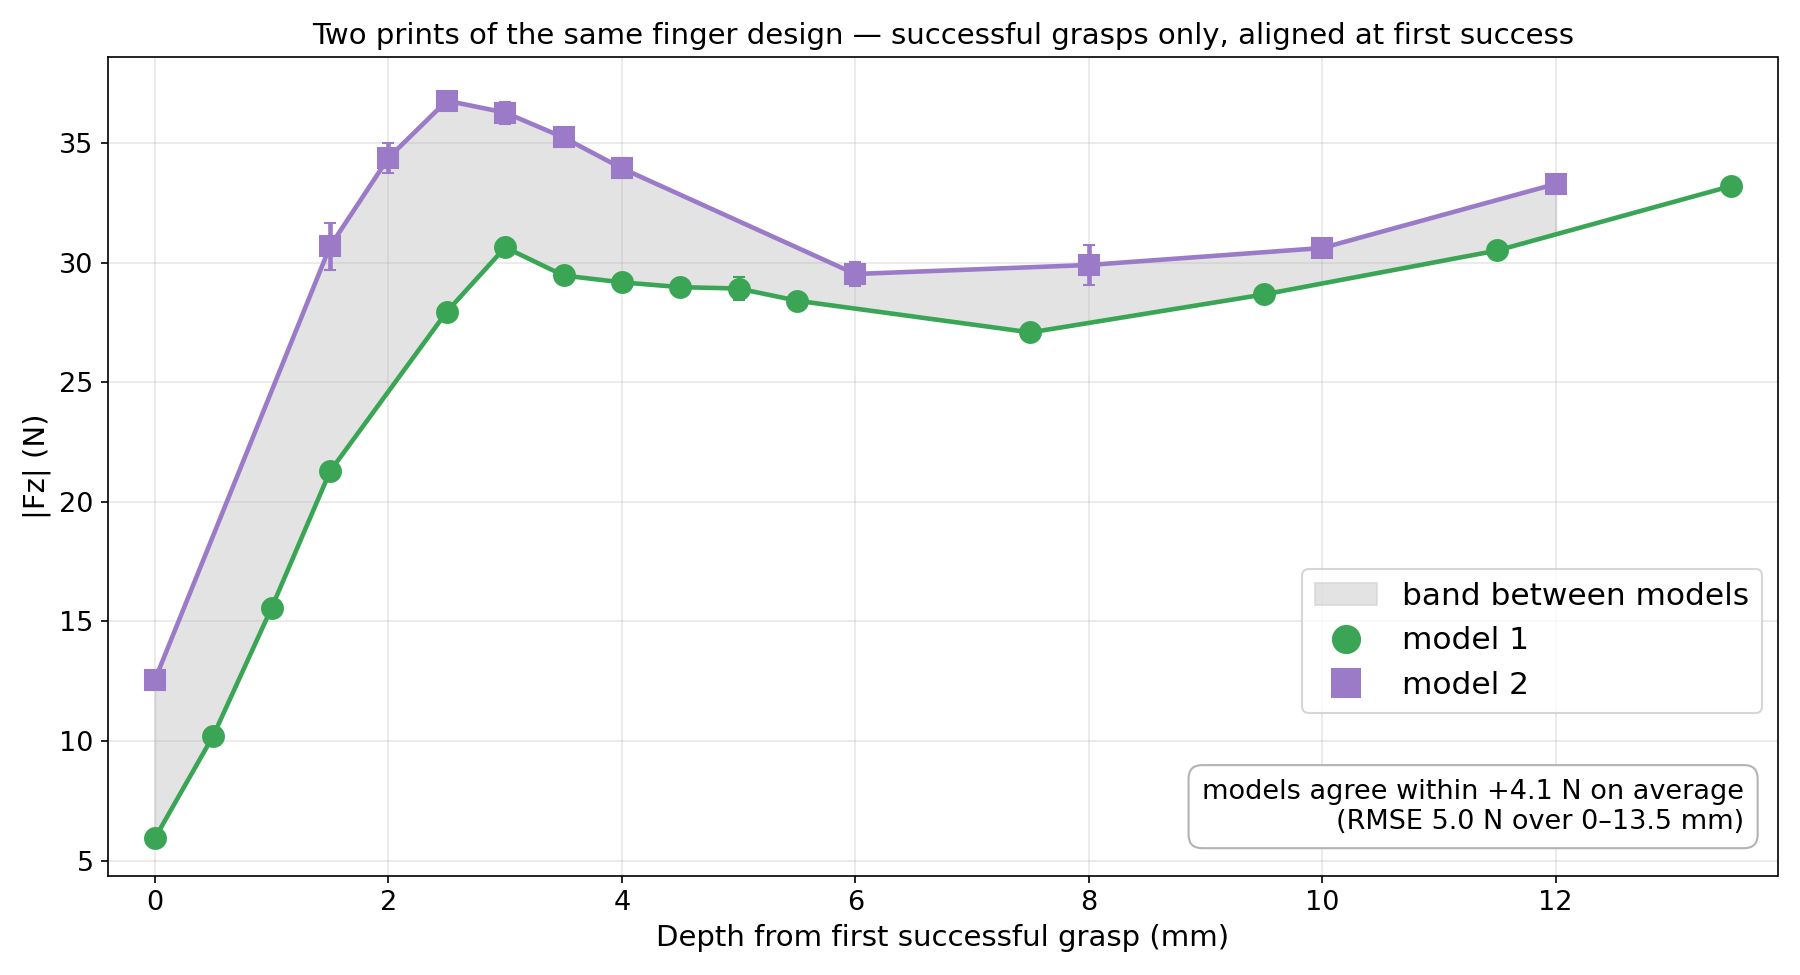 Two prints of the same finger design — successful grasps only, aligned at first success
|Fz| (N)
35
30
25
20
15
10
5
band between models
model 1
model 2
models agree within +4.1 N on average
(RMSE 5.0 N over 0–13.5 mm)
0 2 4 6 8 10 12
Depth from first successful grasp (mm)